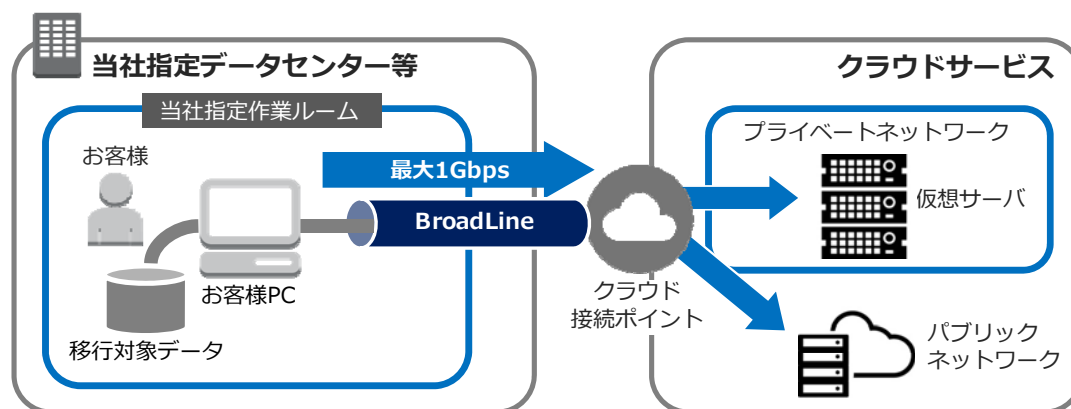 当社指定データセンター等
当社指定作業ルーム
お客様
お客様PC
移行対象データ
最大1Gbps
BroadLine
クラウド
接続ポイント
クラウドサービス
プライベートネットワーク
仮想サーバ
パブリック
ネットワーク